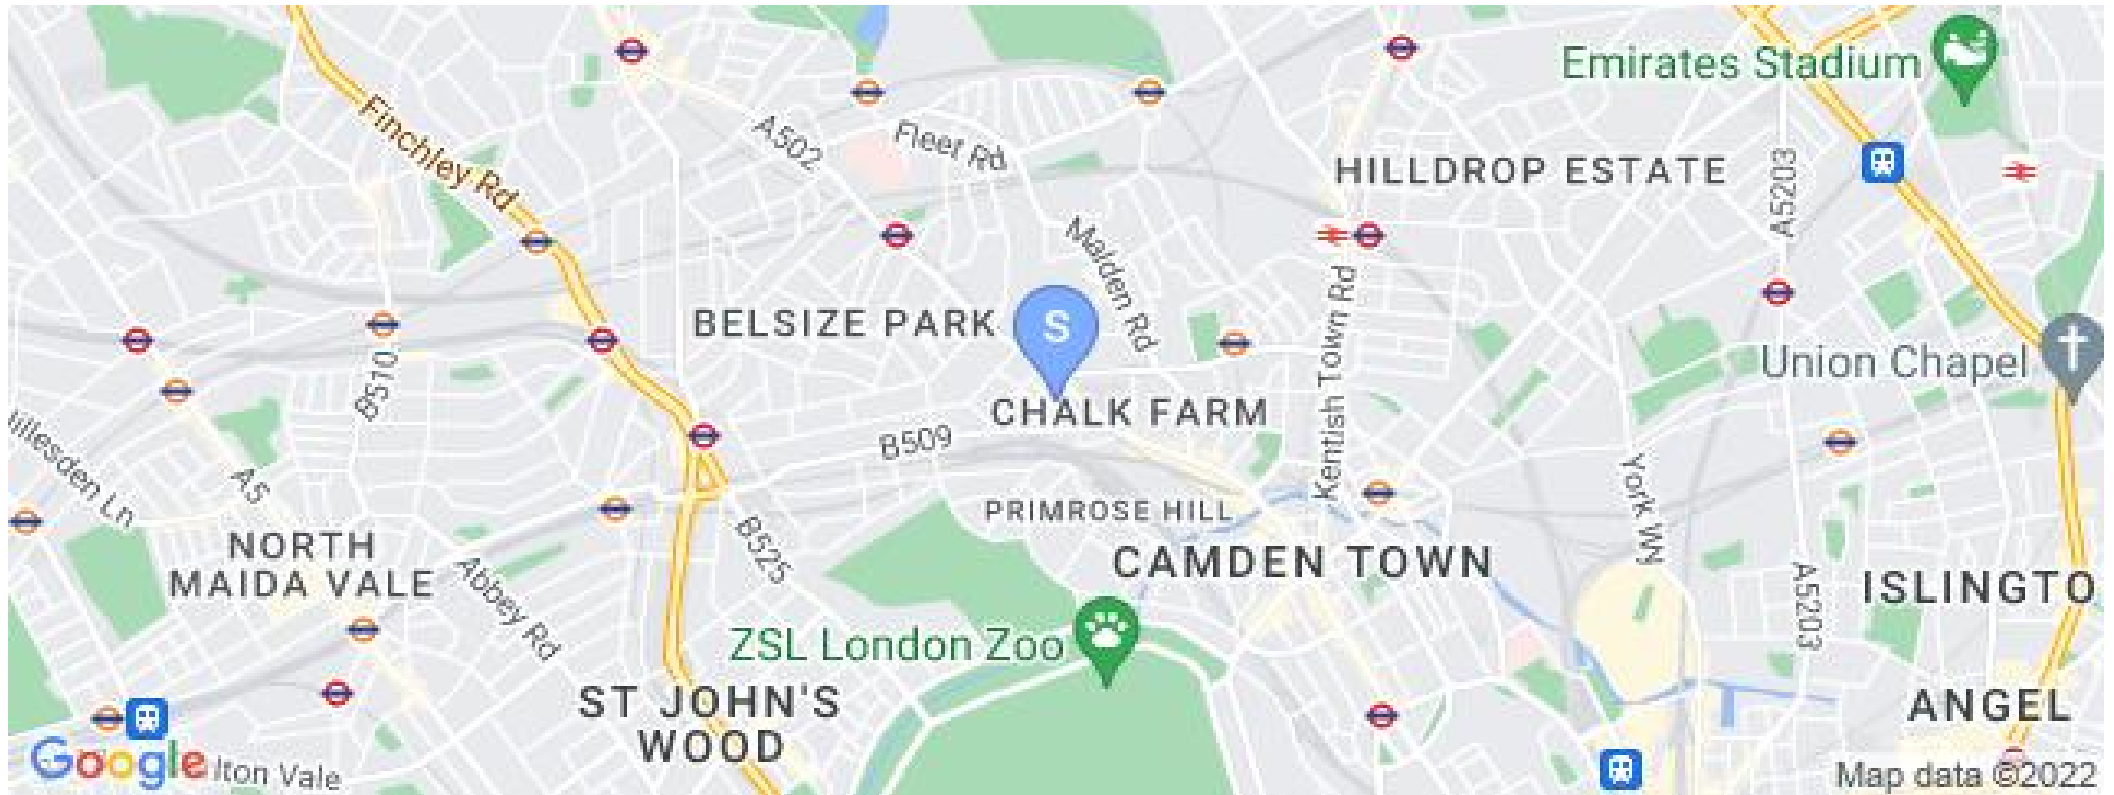 Emirates Stadium
Finchley Rd
A502
Fleet Rd
HILLDROP ESTATE
A5203
Malden Rd
BELSIZE PARK
S
Kentish Town Rd
Union Chapel
B510
CHALK FARM
B509
A5
York Wy
PRIMROSE HILL
B525
NORTH
MAIDA VALE
Abbey Rd
CAMDEN TOWN
A5203
ISLINGTO
ZSL London Zoo
ST JOHN'S
WOOD
ANGEL
Google
lton Vale
Map data ©2022